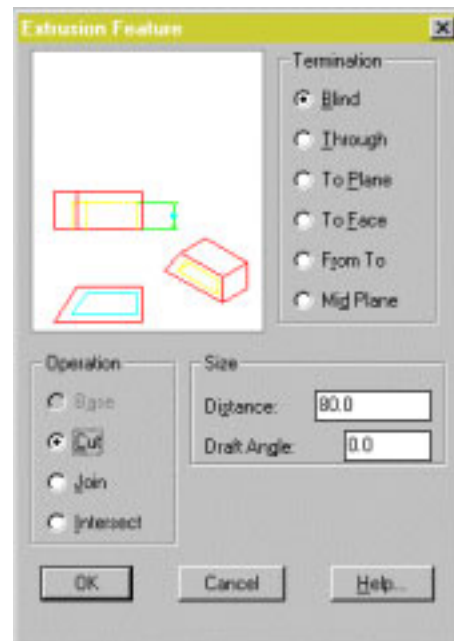 Extrusion Feature
Termination
Blind
Through
To Plane
To Face
From To
Mid Plane
Operation
Base
Cut
Join
Intersect
Size
Distance: 80.0
Draft Angle: 0.0
OK
Cancel
Help...